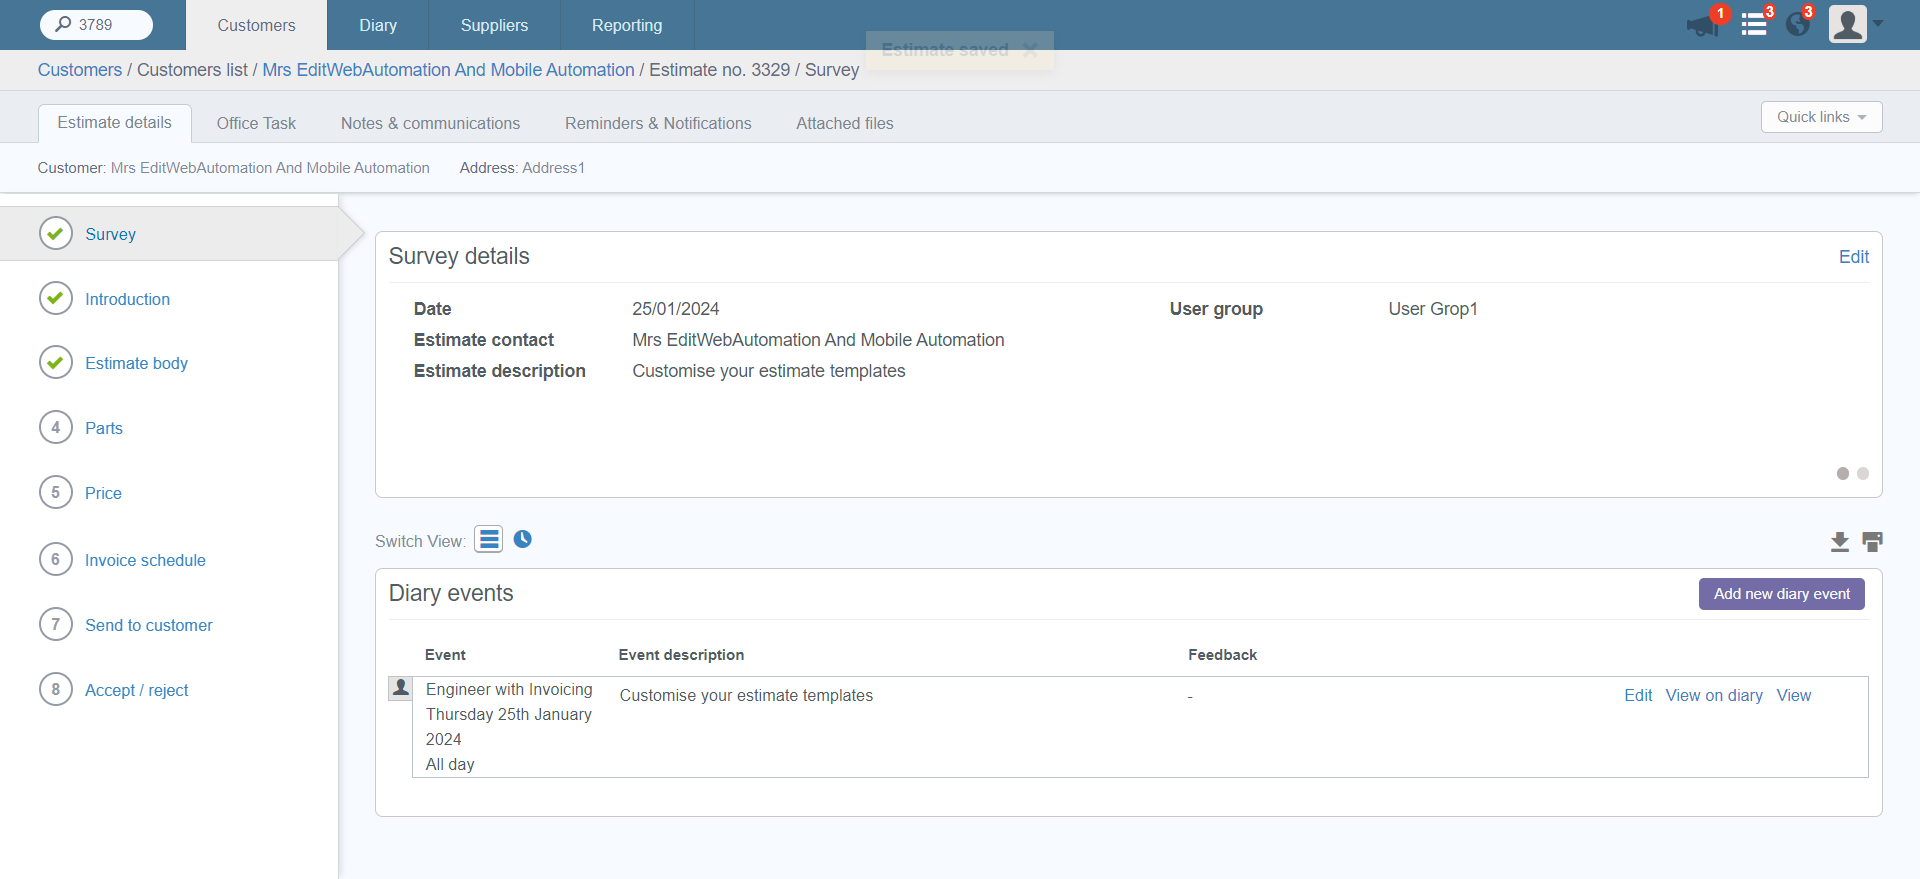 3789
Customers
Diary
Suppliers
Reporting
1
3
3
Estimate saved
Customers / Customers list / Mrs EditWebAutomation And Mobile Automation / Estimate no. 3329 / Survey
Estimate details
Office Task
Notes & communications
Reminders & Notifications
Attached files
Quick links
Customer: Mrs EditWebAutomation And Mobile Automation
Address: Address1
Survey
Introduction
Estimate body
4 Parts
5 Price
6 Invoice schedule
7 Send to customer
8 Accept / reject
Survey details
Edit
Date 25/01/2024
User group User Grop1
Estimate contact Mrs EditWebAutomation And Mobile Automation
Estimate description Customise your estimate templates
Switch View:
Diary events
Add new diary event
Event
Event description
Feedback
Engineer with Invoicing
Thursday 25th January
2024
All day
Customise your estimate templates
-
Edit View on diary View